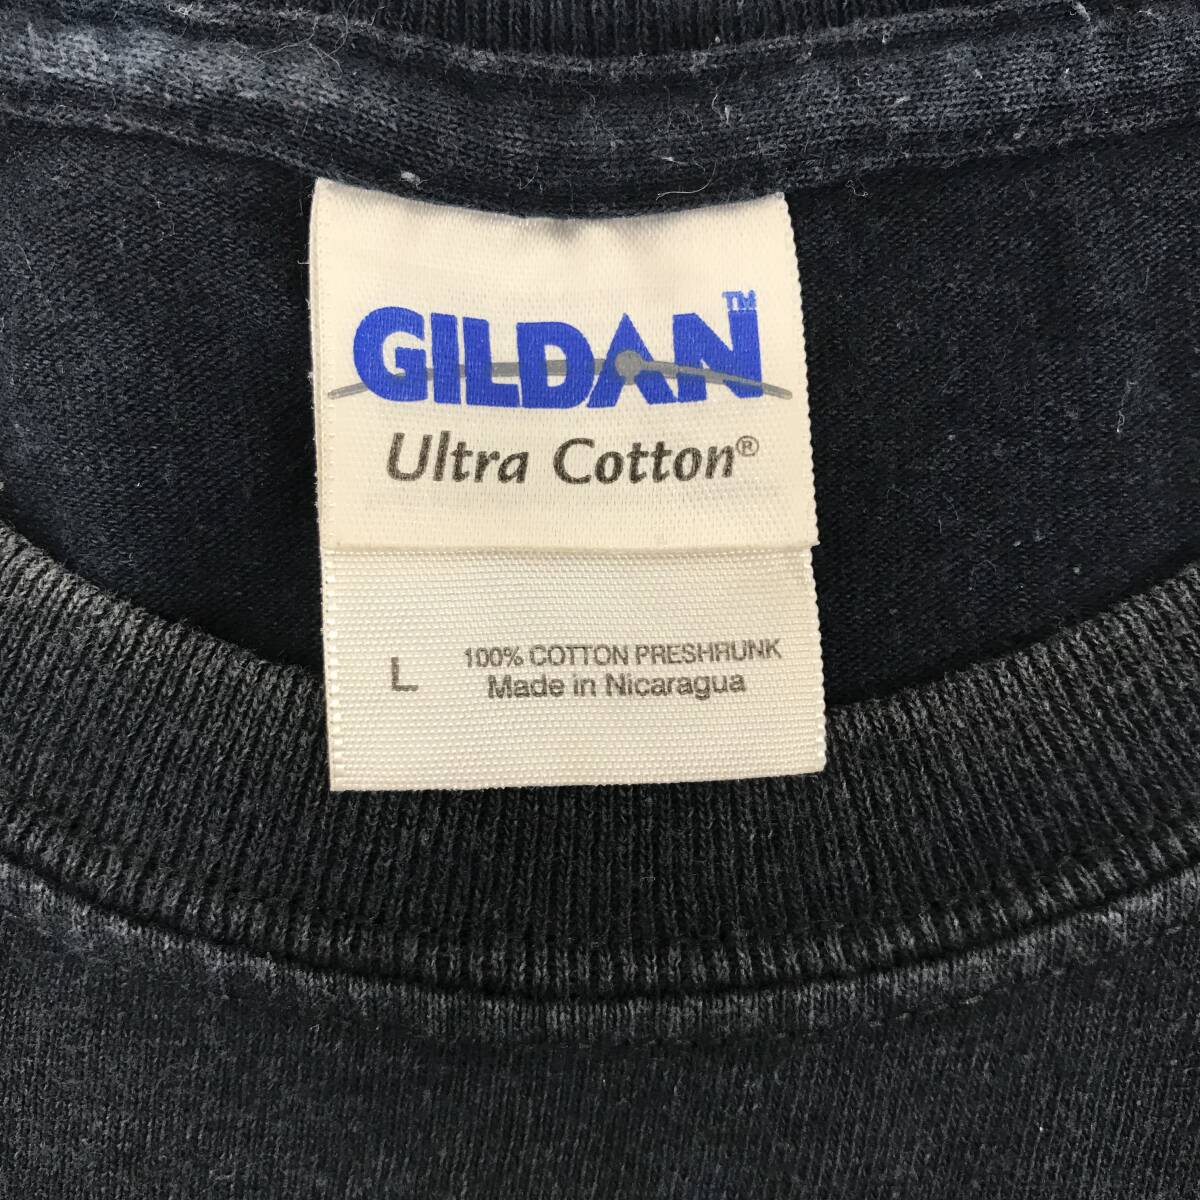 GILDAN™
Ultra Cotton®
L 100% COTTON PRESHRUNK
Made in Nicaragua